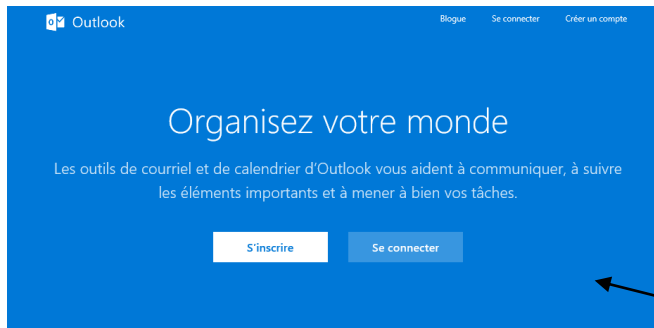 Outlook
Blogue Se connecter Créer un compte
Organisez votre monde
Les outils de courriel et de calendrier d'Outlook vous aident à communiquer, à suivre
les éléments importants et à mener à bien vos tâches.
S'inscrire Se connecter